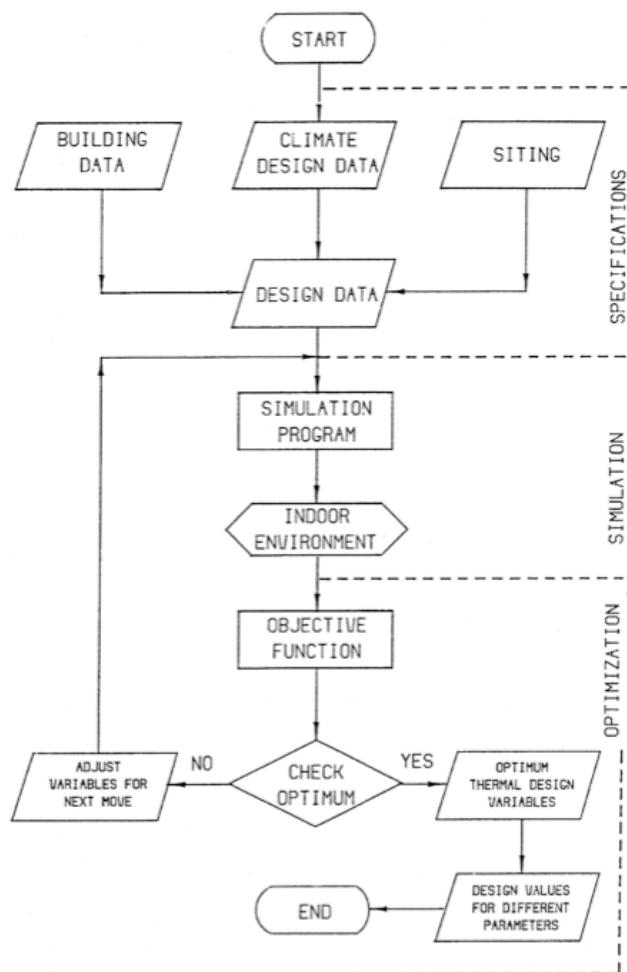 START
BUILDING
DATA
CLIMATE
DESIGN DATA
SITING
SPECIFICATIONS
DESIGN DATA
SIMULATION
PROGRAM
SIMULATION
INDOOR
ENVIRONMENT
OBJECTIVE
FUNCTION
OPTIMIZATION
ADJUST
VARIABLES FOR
NEXT MOVE
NO
CHECK
OPTIMUM
YES
OPTIMUM
THERMAL DESIGN
VARIABLES
DESIGN VALUES
FOR DIFFERENT
PARAMETERS
END